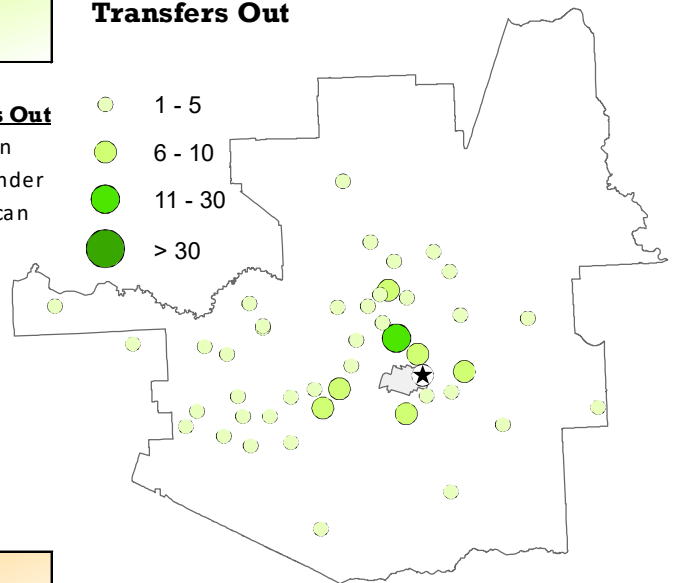 Transfers Out
s Out
n
nder
can
1 - 5
6 - 10
11 - 30
> 30